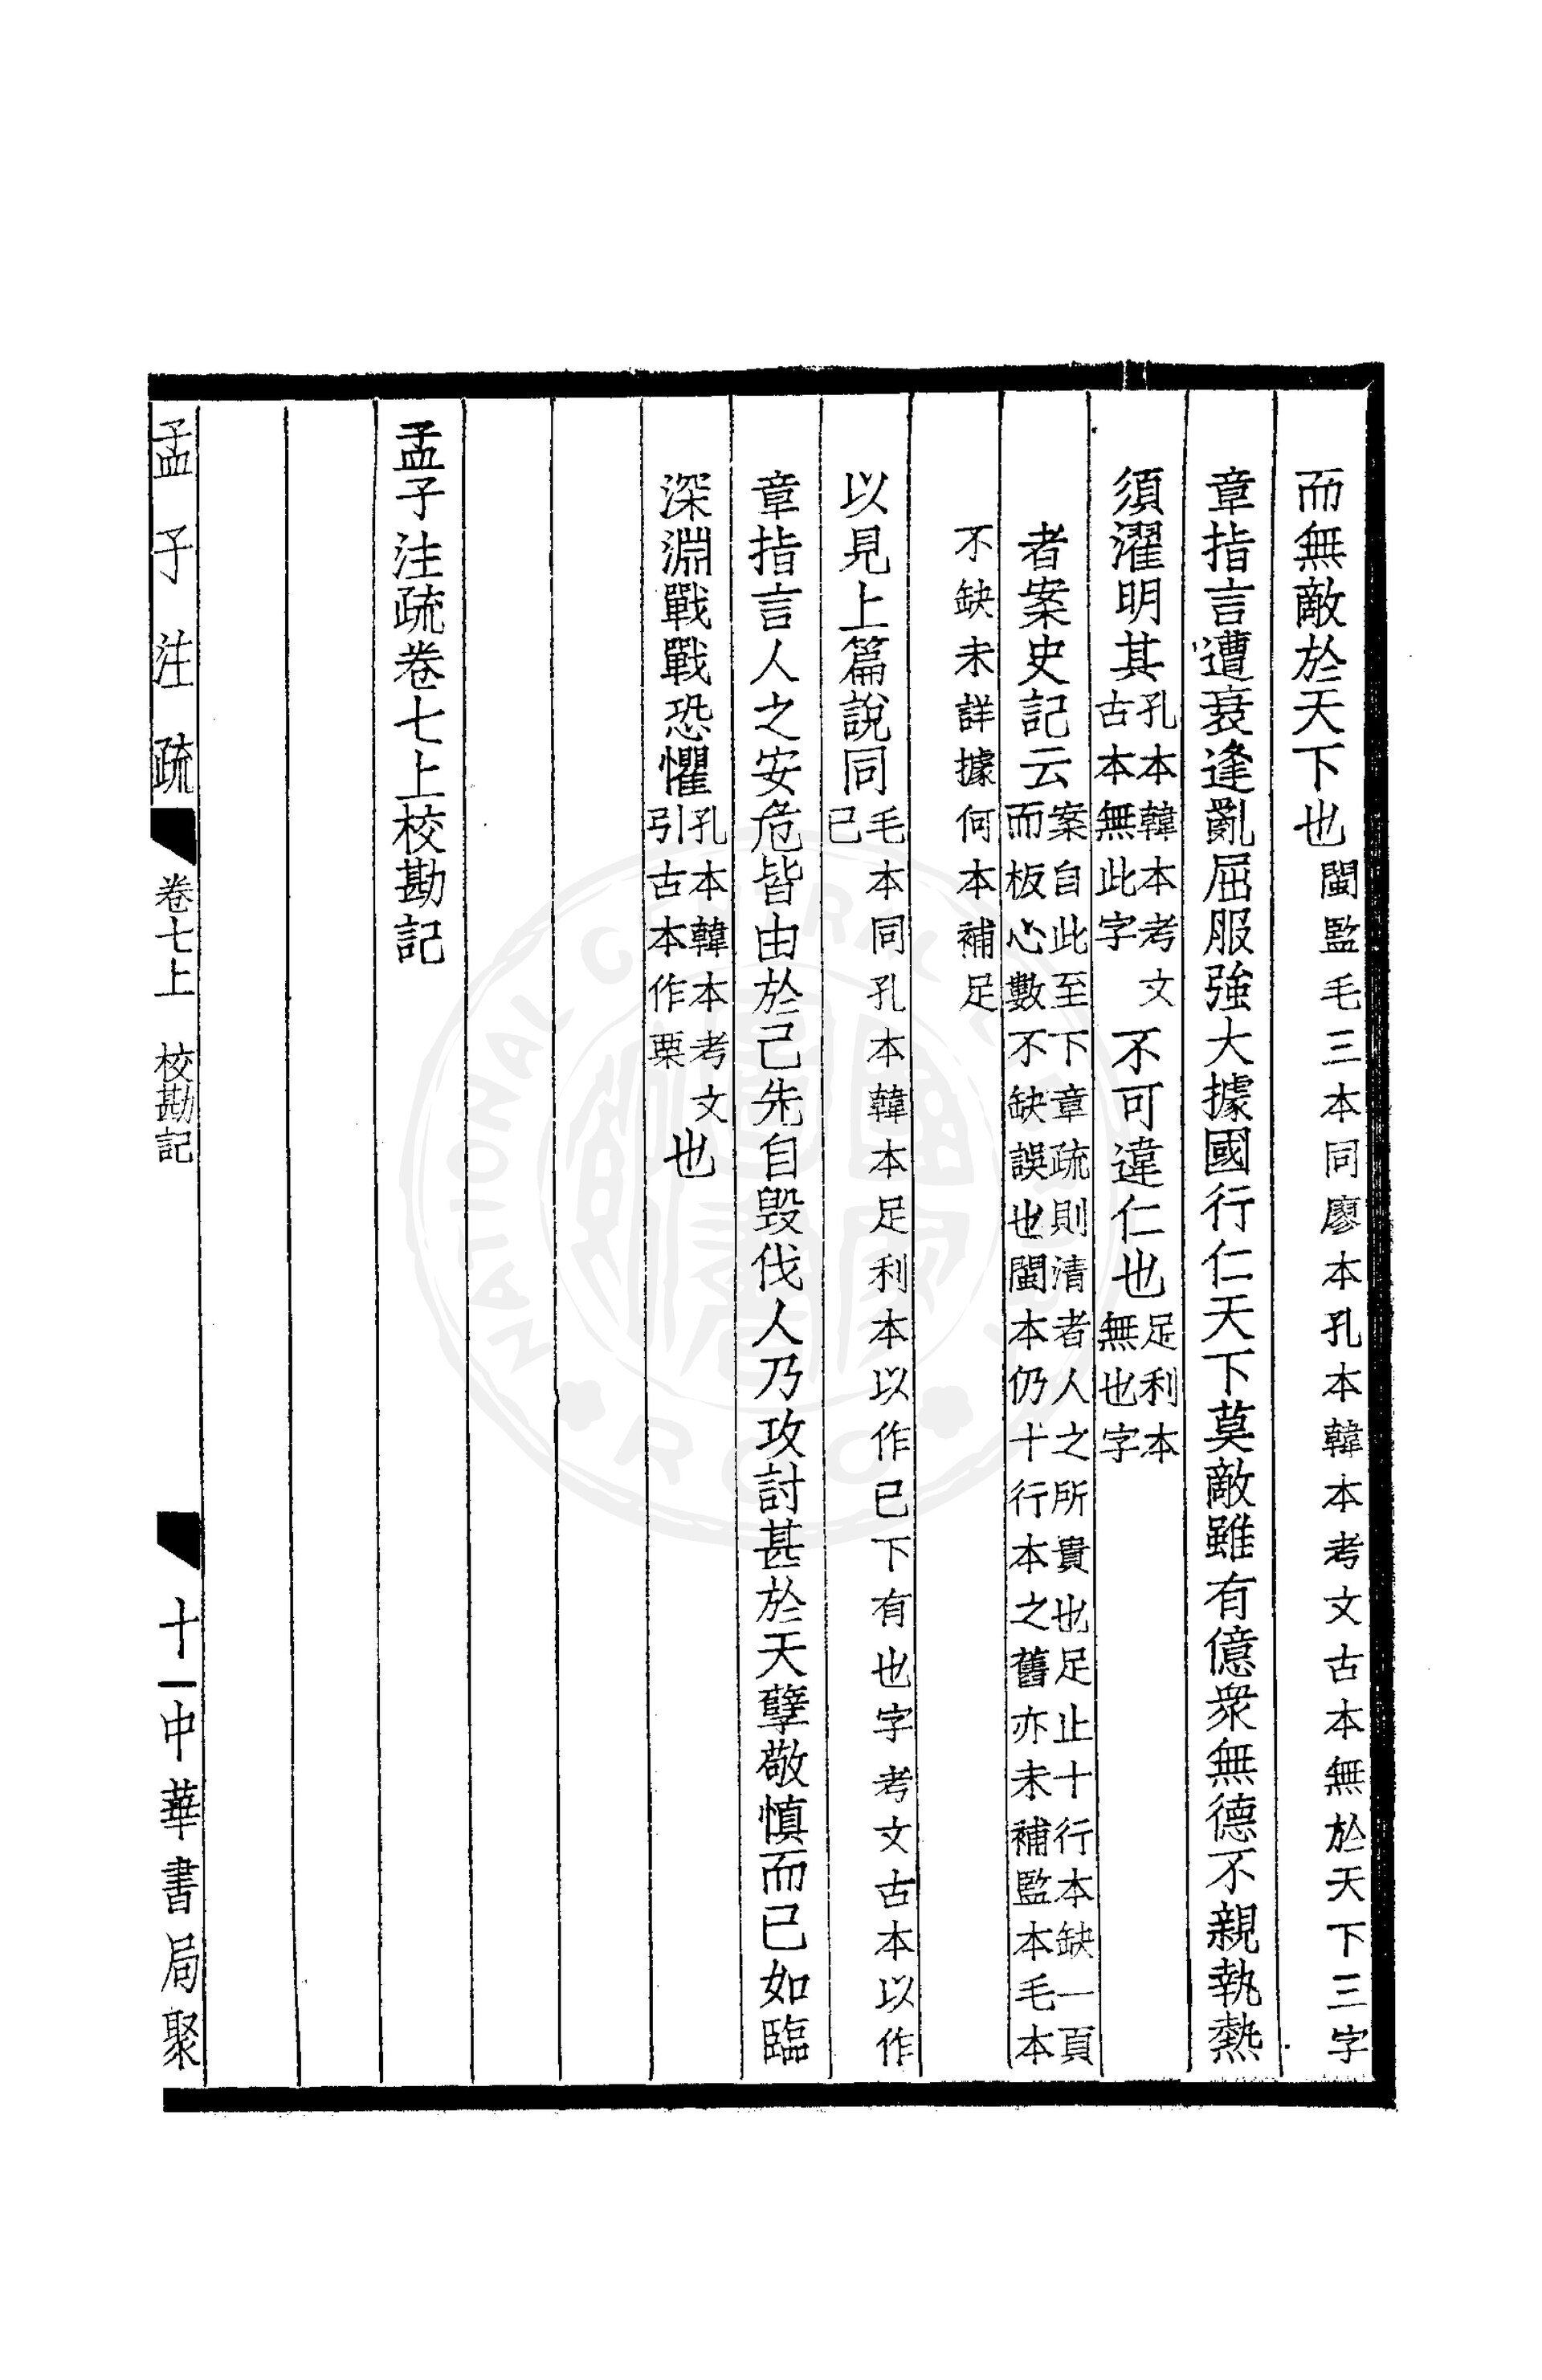 而無敵於天下也閩監毛三本同廖本孔本韓本考文古本無於天下三字
章指言遭衰逢亂屈服強大據國行仁天下莫敵雖有億衆無德不親執熱
須濯明其孔本韓本考文古本無此字不可違仁也足利本無也字
者案史記云案自此至下章疏則清者人之所貴也足止十行本缺一頁而板心數不缺誤也閩本仍十行本之舊亦未補監本毛本
不缺未詳據何本補足
以見上篇說同毛本同孔本韓本足利本以作已下有也字考文古本以作已
章指言人之安危皆由於己先自毀伐人乃攻討甚於天孽敬慎而已如臨
深淵戰戰恐懼孔本韓本考文引古本作栗也
孟子注疏卷七上校勘記
孟子注疏 卷七上 校勘記 十一 中華書局聚
NATIONAL CENTRAL LIBRARY
ROC